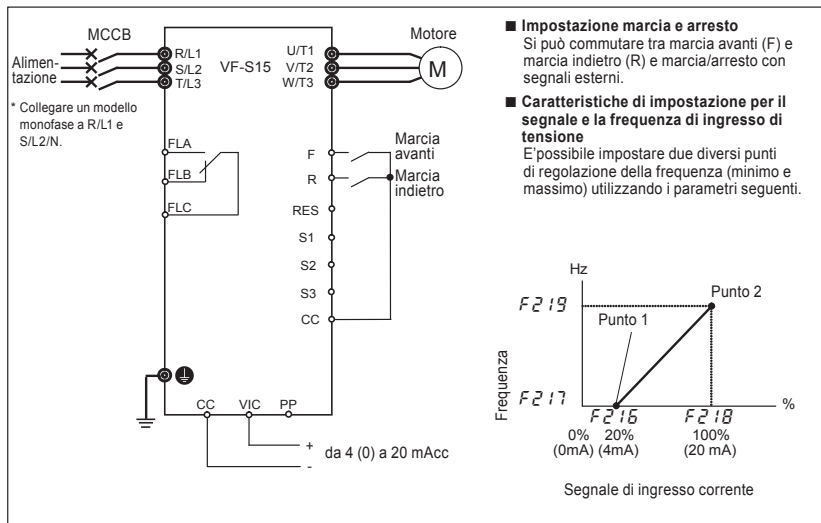 MCCB
Alimen-
tazione
R/L1
S/L2
T/L3
VF-S15
U/T1
V/T2
W/T3
Motore
M
* Collegare un modello
monofase a R/L1 e
S/L2/N.
FLA
FLB
FLC
F
R
RES
S1
S2
S3
CC
Marcia
avanti
Marcia
indietro
CC
VIC
PP
+
-
da 4 (0) a 20 mAcc
■ Impostazione marcia e arresto
Si può commutare tra marcia avanti (F) e
marcia indietro (R) e marcia/arresto con
segnali esterni.
■ Caratteristiche di impostazione per il
segnale e la frequenza di ingresso di
tensione
E'possibile impostare due diversi punti
di regolazione della frequenza (minimo e
massimo) utilizzando i parametri seguenti.
Hz
F219
Punto 2
Punto 1
Frequenza
F217
F216
F218
%
0% 20% 100%
(0mA) (4mA) (20 mA)
Segnale di ingresso corrente